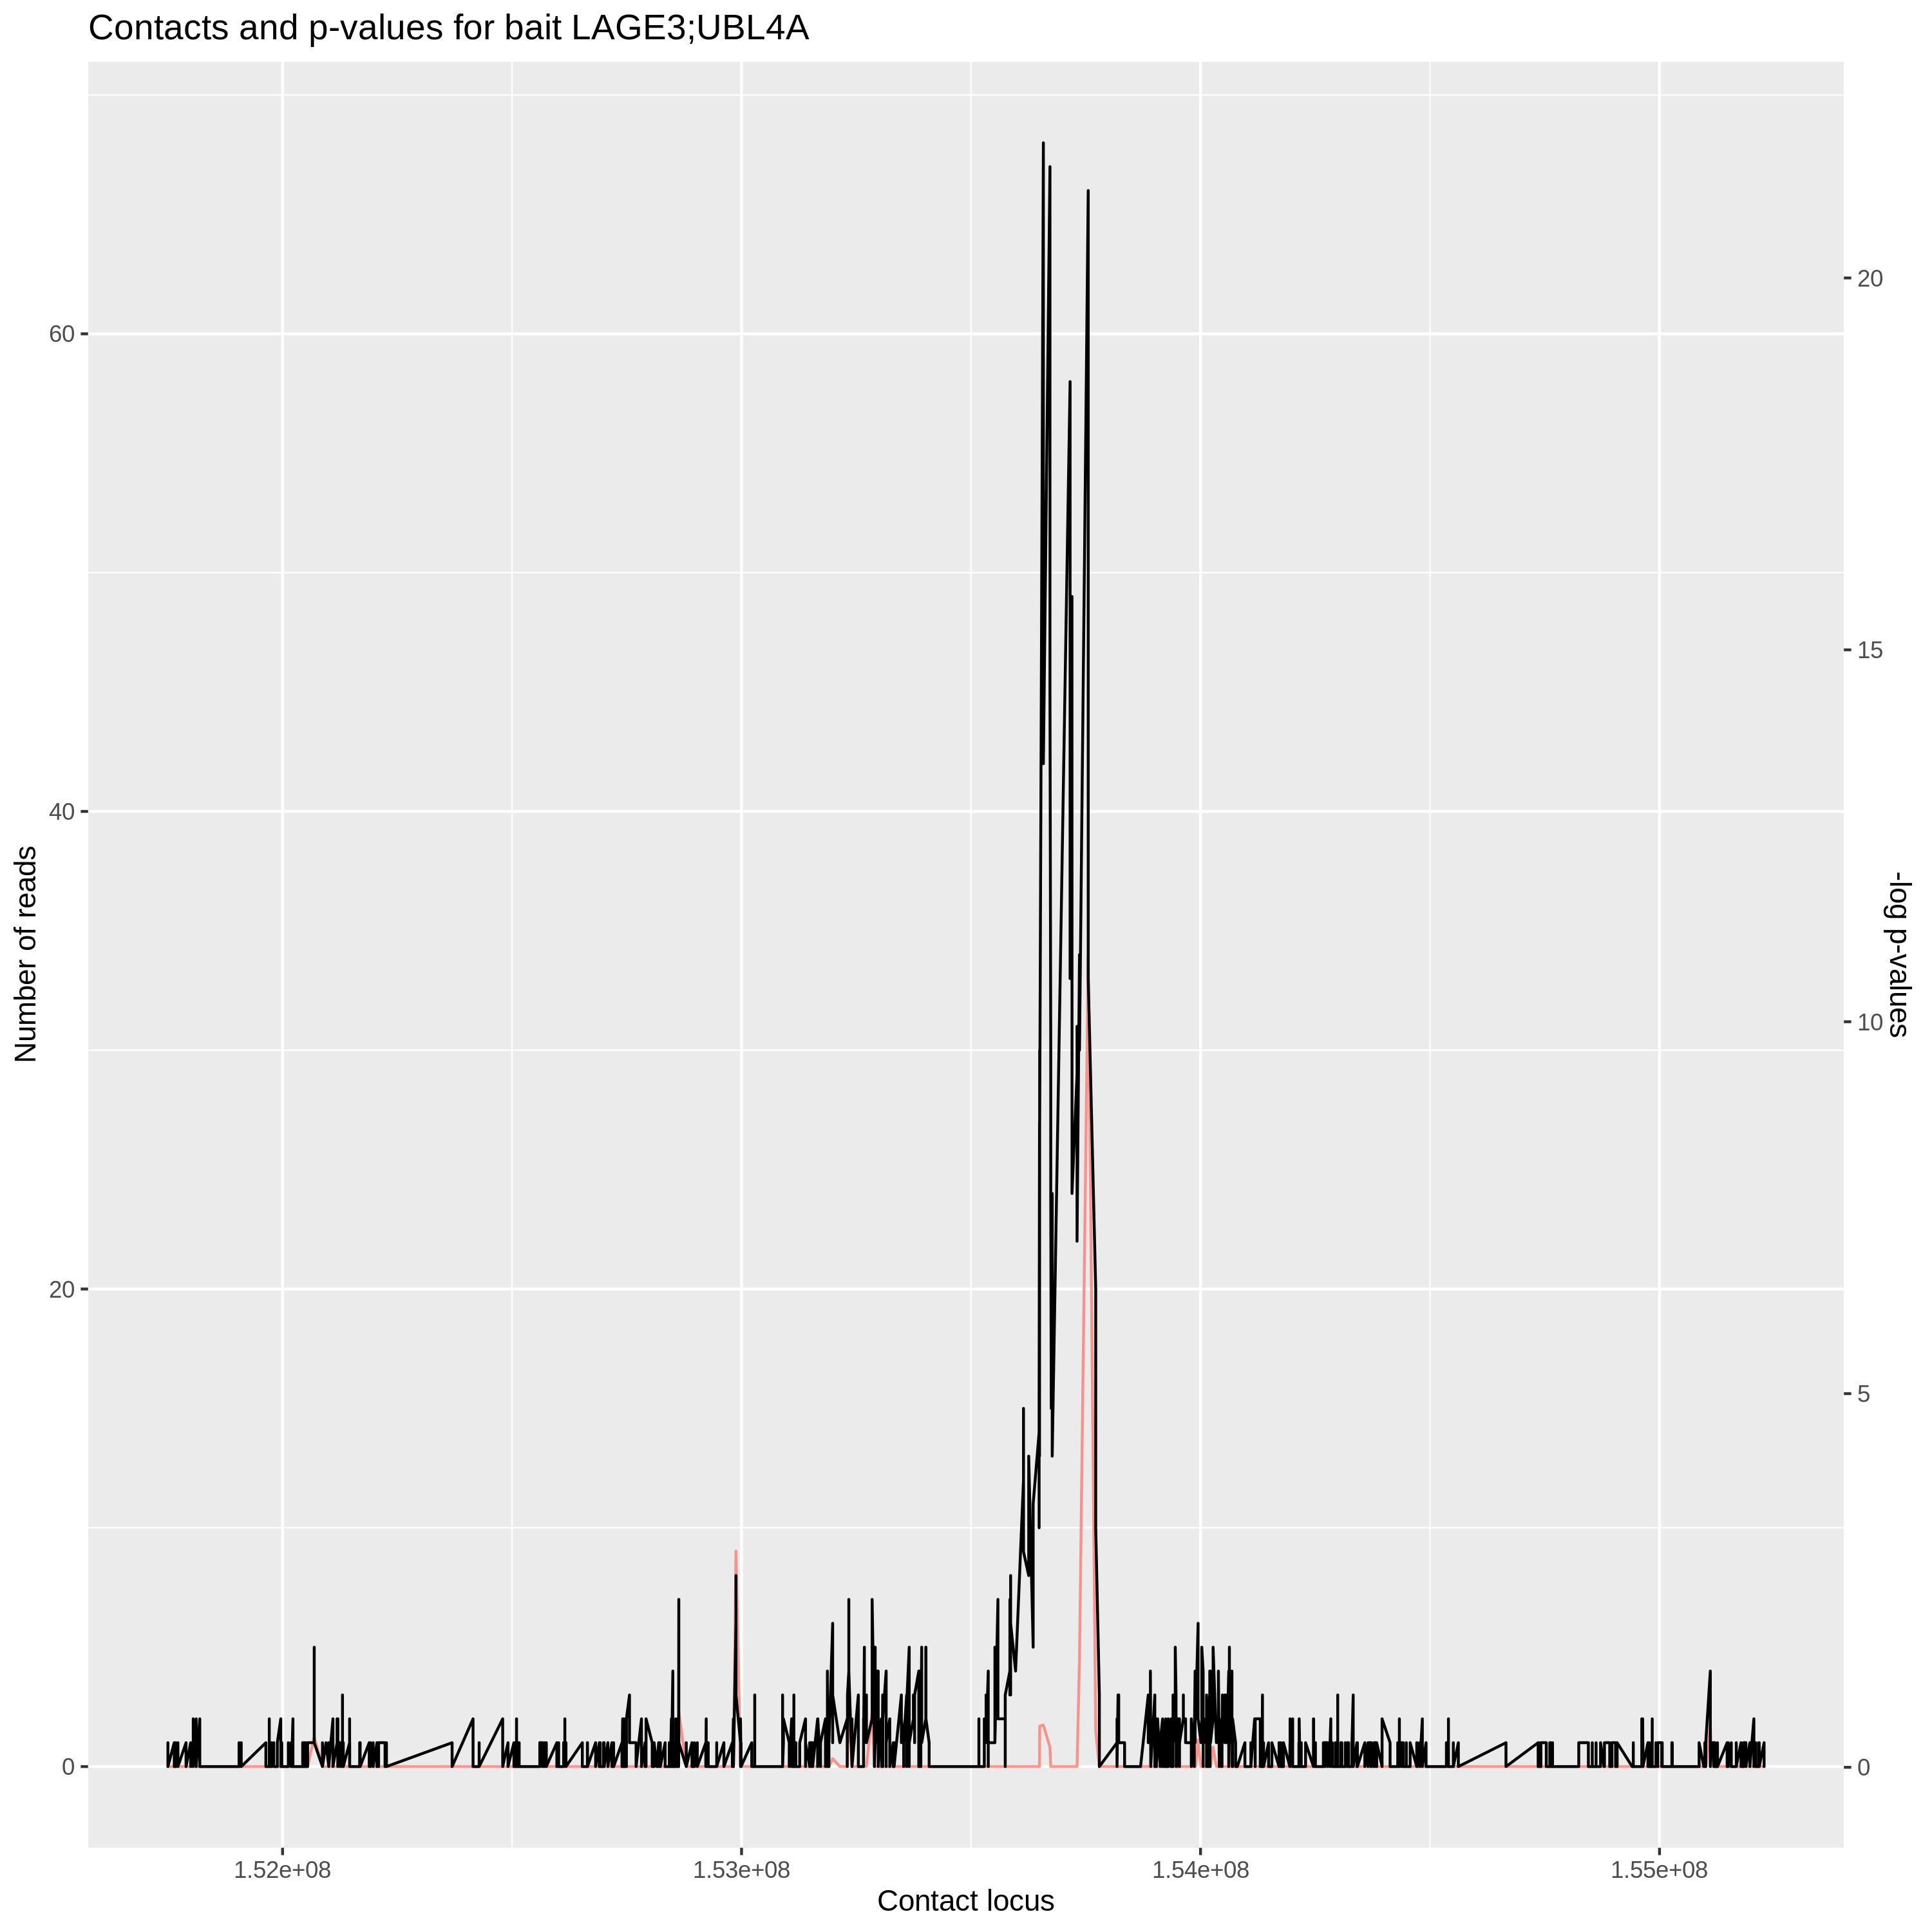 Contacts and p-values for bait LAGE3;UBL4A
60
40
20
0
Number of reads
20
15
10
5
0
-log p-values
1.52e+08
1.53e+08
1.54e+08
1.55e+08
Contact locus